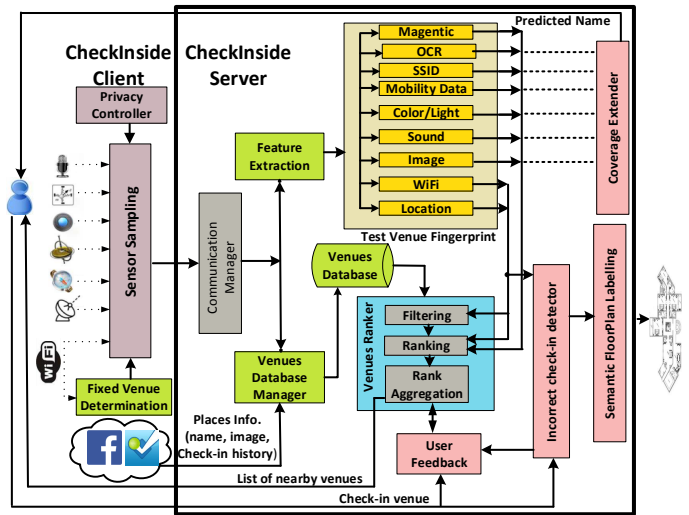 Predicted Name
CheckInside
Client
CheckInside
Server
Privacy
Controller
Sensor Sampling
Fixed Venue
Determination
WiFi
Communication
Manager
Feature
Extraction
Venues
Database
Manager
Magentic
OCR
SSID
Mobility Data
Color/Light
Sound
Image
WiFi
Location
Test Venue Fingerprint
Coverage Extender
Venues
Database
Venues Ranker
Filtering
Ranking
Rank
Aggregation
Incorrect check-in detector
Semantic FloorPlan Labelling
User
Feedback
Places Info.
(name, image,
Check-in history)
f
List of nearby venues
Check-in venue